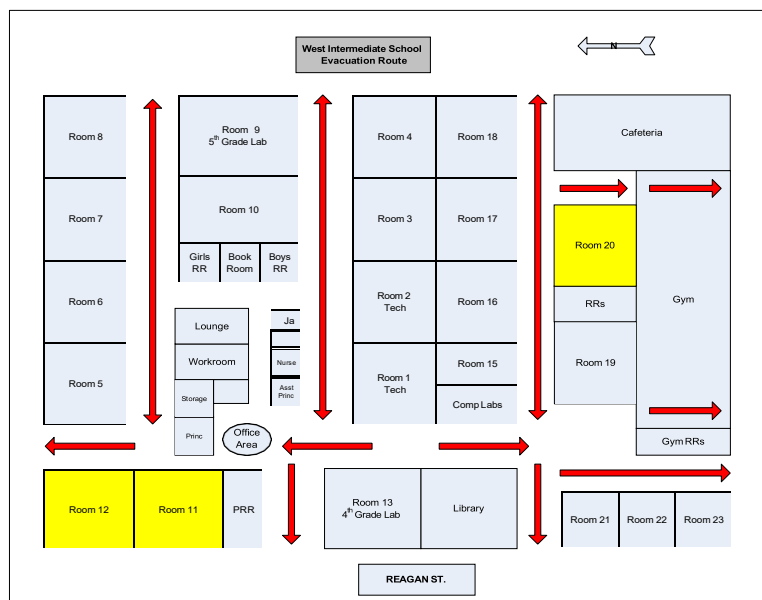 West Intermediate School
Evacuation Route
N
Room 8
Room 9
5th Grade Lab
Room 4
Room 18
Cafeteria
Room 7
Room 10
Room 3
Room 17
Room 20
Girls
RR
Book
Room
Boys
RR
Room 6
Room 2
Tech
Room 16
RRs
Gym
Lounge
Ja
Workroom
Nurse
Room 5
Room 1
Tech
Room 15
Room 19
Storage
Asst
Princ
Comp Labs
Princ
Office
Area
Gym RRs
Room 12
Room 11
PRR
Room 13
4th Grade Lab
Library
Room 21
Room 22
Room 23
REAGAN ST.